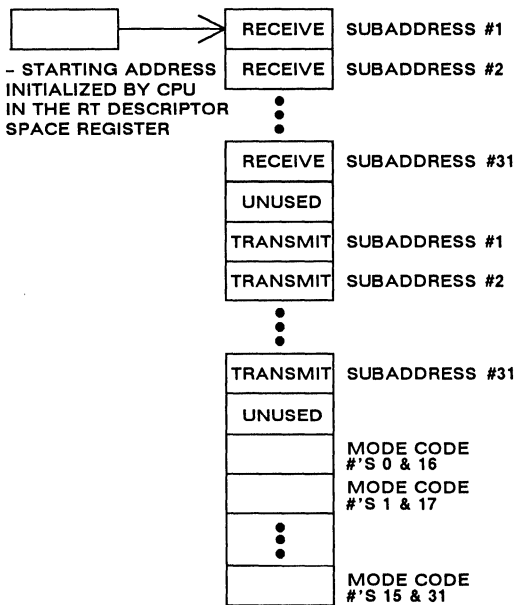 RECEIVE SUBADDRESS #1
– STARTING ADDRESS
INITIALIZED BY CPU
IN THE RT DESCRIPTOR
SPACE REGISTER
RECEIVE SUBADDRESS #2
RECEIVE SUBADDRESS #31
UNUSED
TRANSMIT SUBADDRESS #1
TRANSMIT SUBADDRESS #2
TRANSMIT SUBADDRESS #31
UNUSED
MODE CODE
#'S 0 & 16
MODE CODE
#'S 1 & 17
MODE CODE
#'S 15 & 31